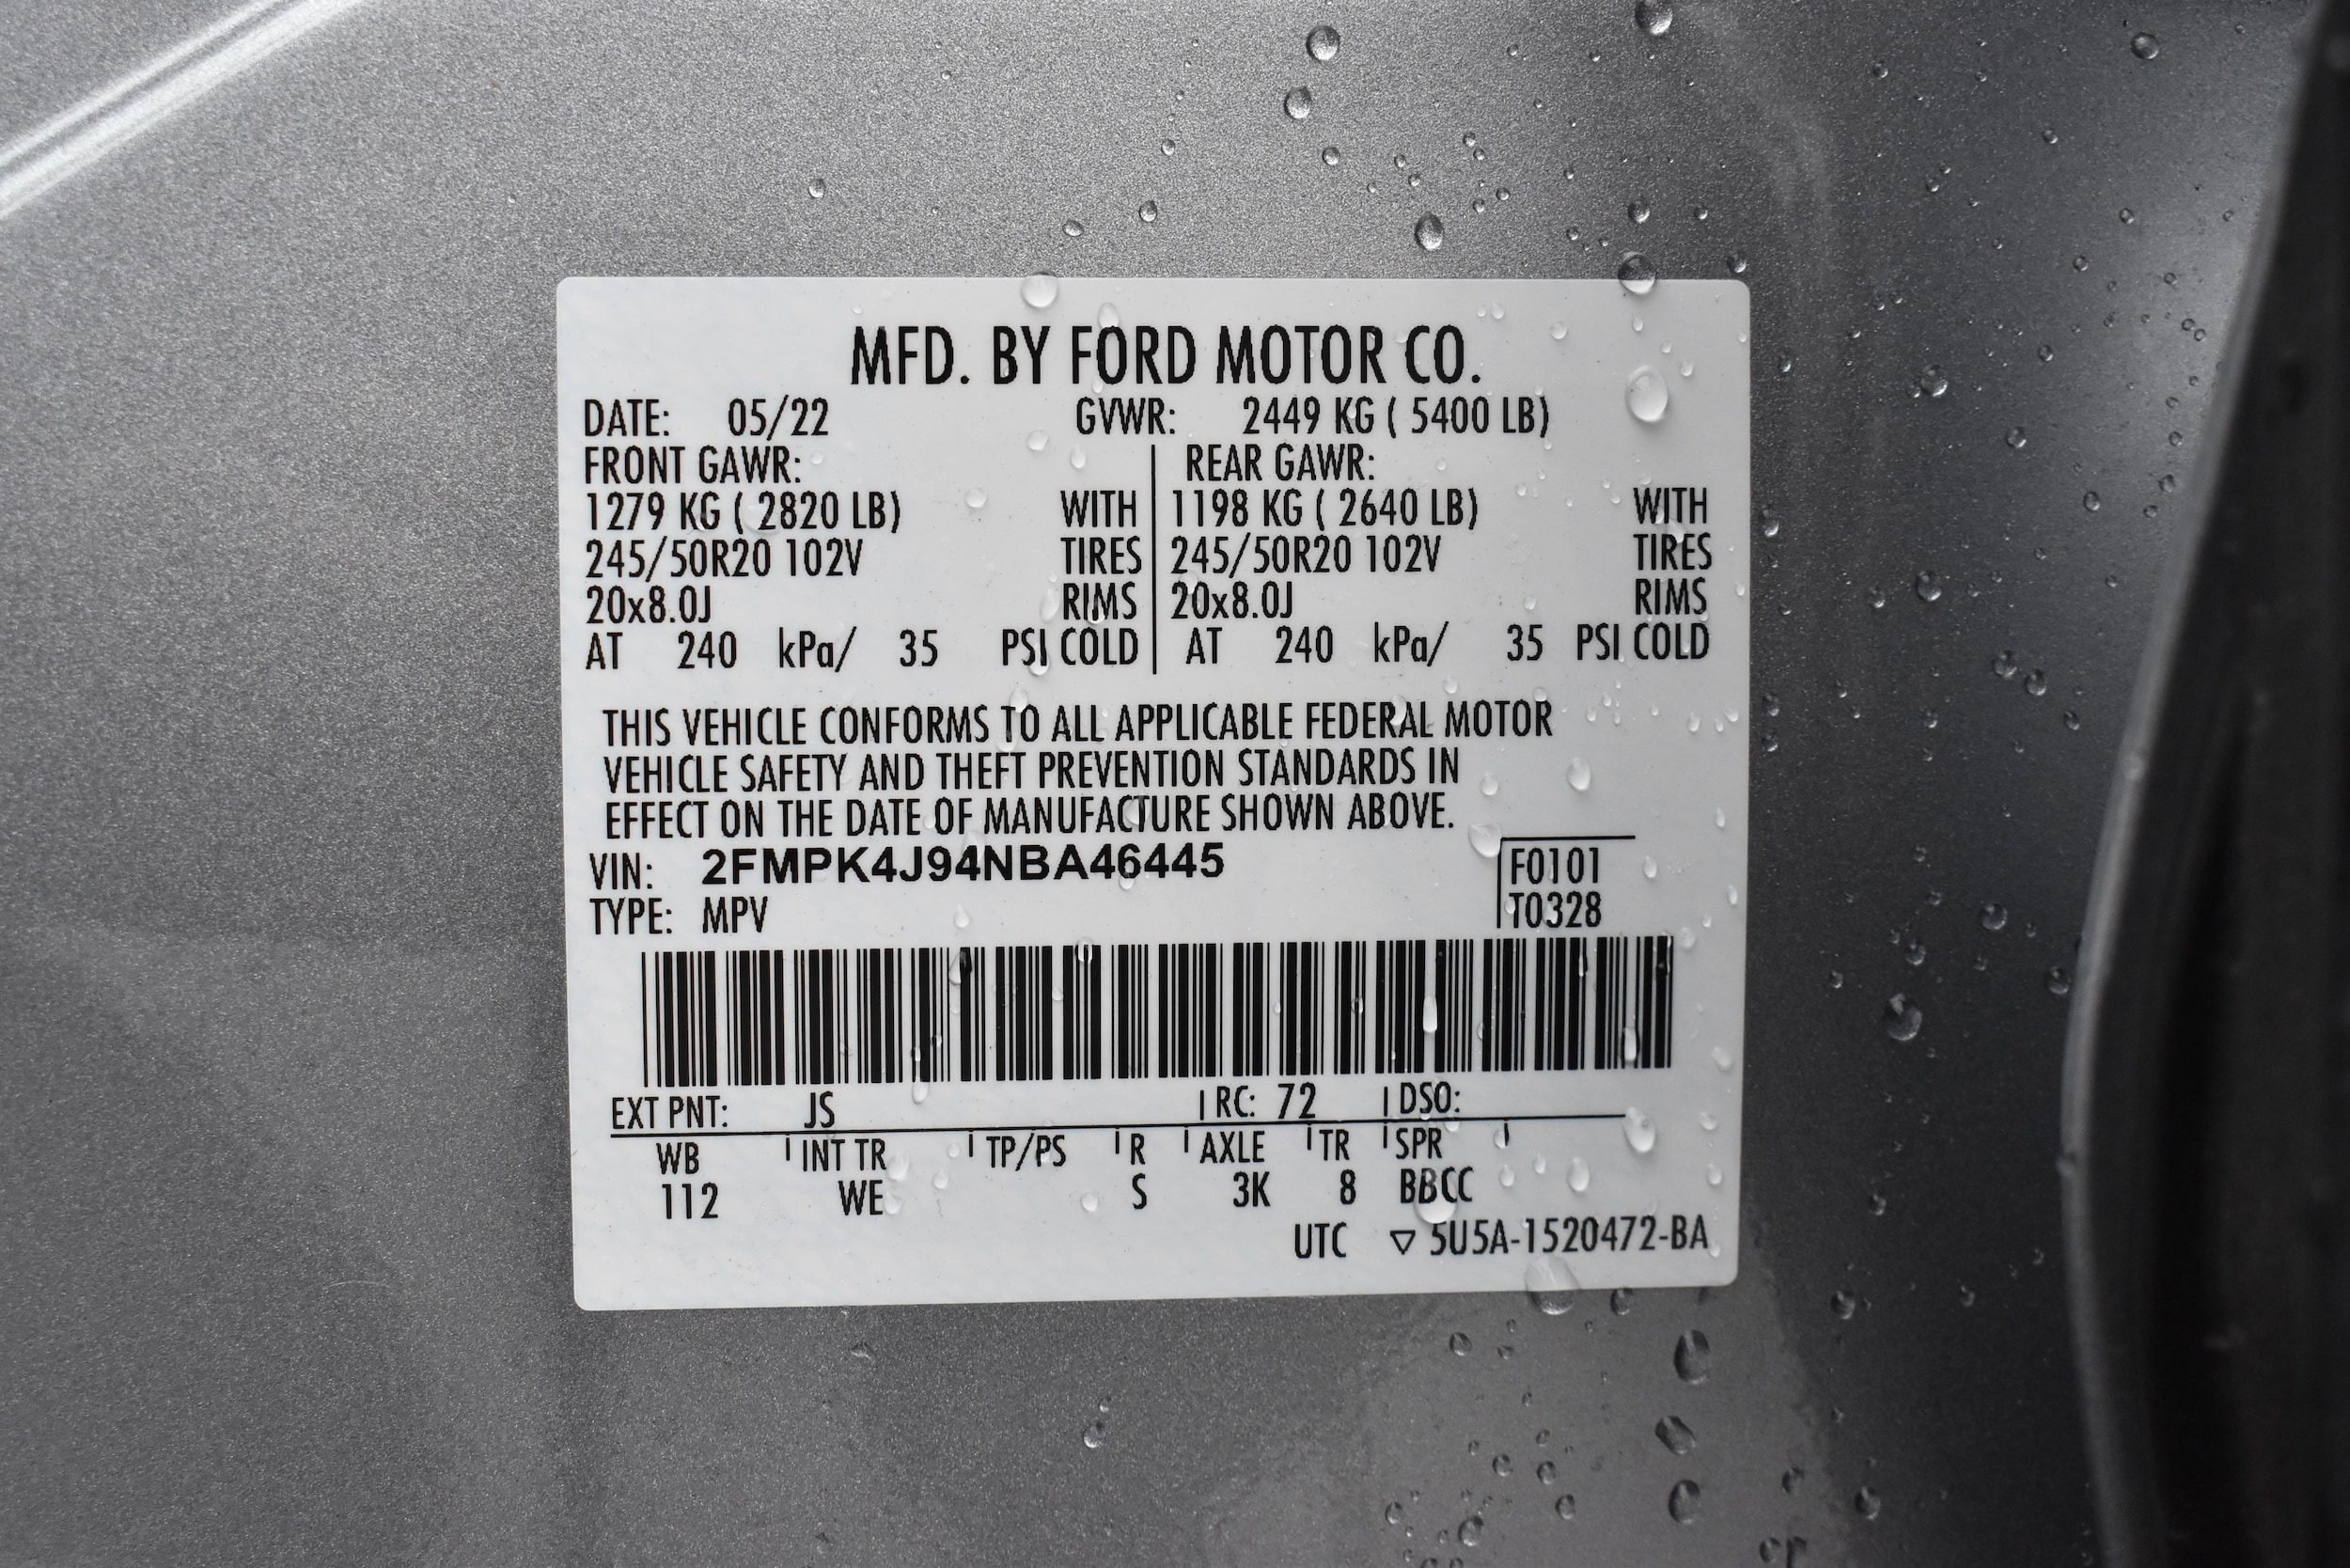 MFD. BY FORD MOTOR CO.
DATE: 05/22 GVWR: 2449 KG ( 5400 LB)
FRONT GAWR: REAR GAWR:
1279 KG ( 2820 LB) WITH 1198 KG ( 2640 LB) WITH
245/50R20 102V TIRES 245/50R20 102V TIRES
20x8.0J RIMS 20x8.0J RIMS
AT 240 kPa/ 35 PSI COLD AT 240 kPa/ 35 PSI COLD
THIS VEHICLE CONFORMS TO ALL APPLICABLE FEDERAL MOTOR
VEHICLE SAFETY AND THEFT PREVENTION STANDARDS IN
EFFECT ON THE DATE OF MANUFACTURE SHOWN ABOVE.
VIN: 2FMPK4J94NBA46445 F0101
TYPE: MPV T0328
EXT PNT: JS RC: 72 DSO:
WB INT TR TP/PS R AXLE TR SPR
112 WE S 3K 8 BBCC
UTC ▽ 5U5A-1520472-BA